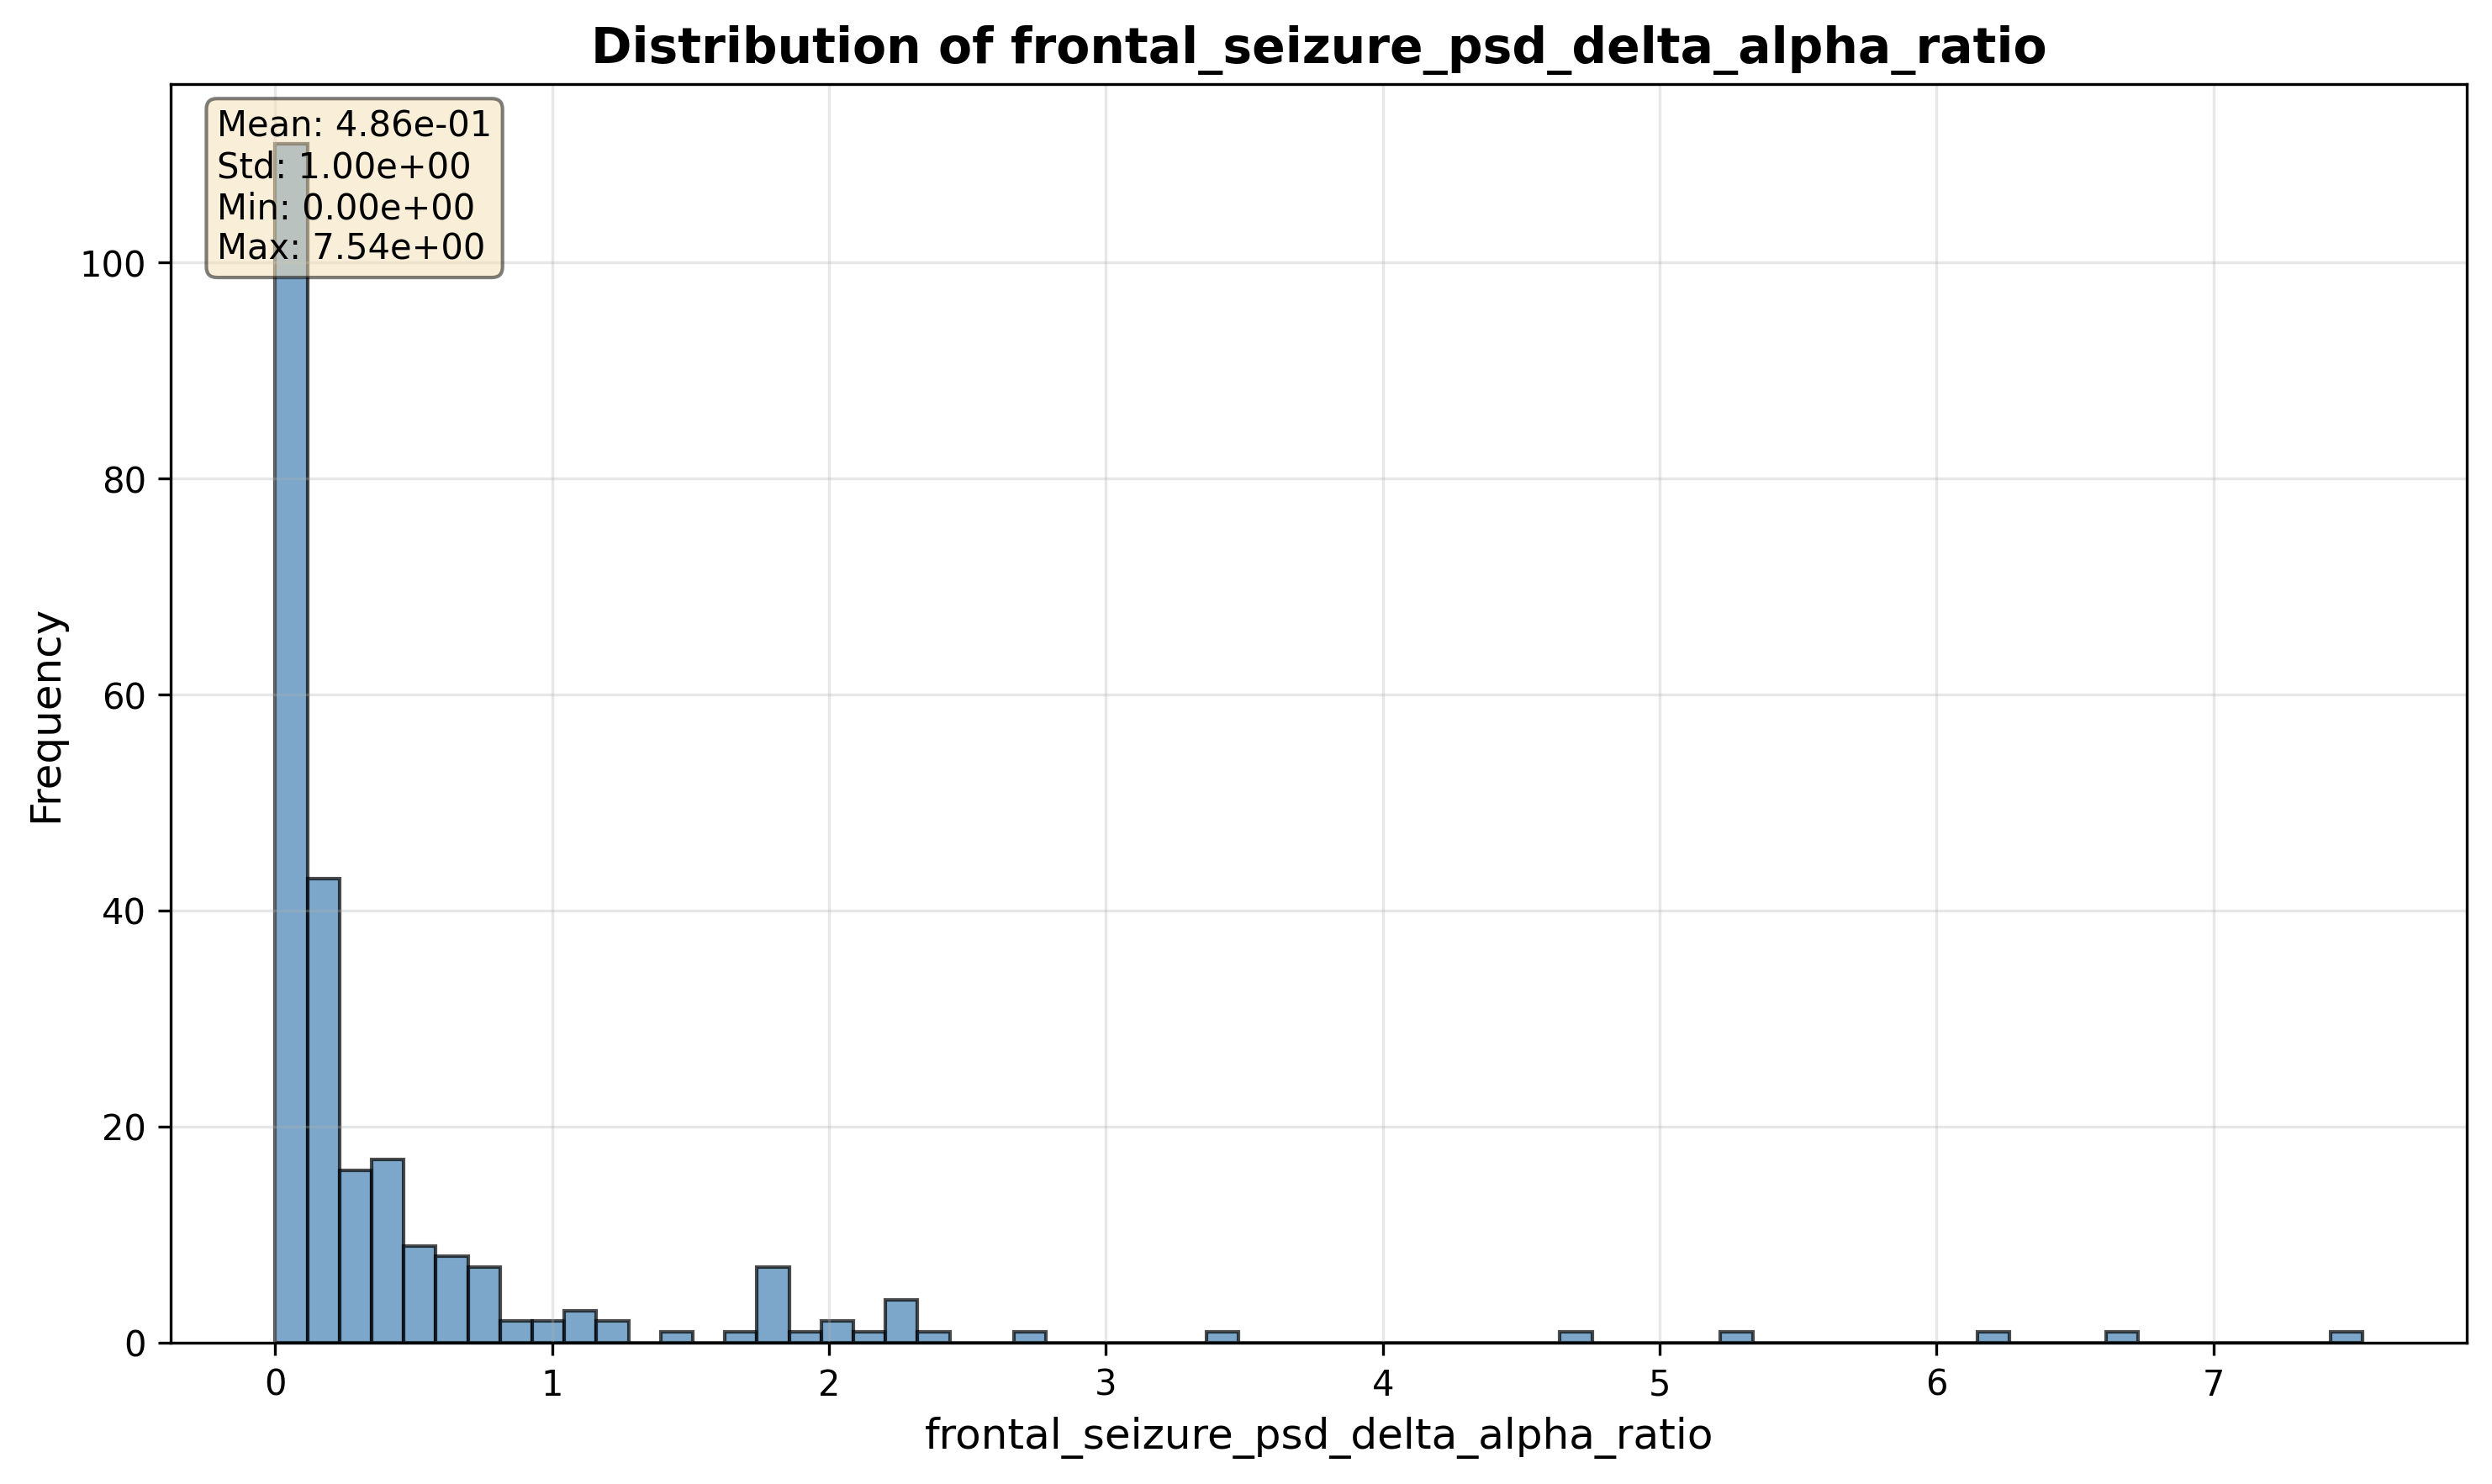 Distribution of frontal_seizure_psd_delta_alpha_ratio
Mean: 4.86e-01
Std: 1.00e+00
Min: 0.00e+00
Max: 7.54e+00
Frequency
100
80
60
40
20
0
0 1 2 3 4 5 6 7
frontal_seizure_psd_delta_alpha_ratio